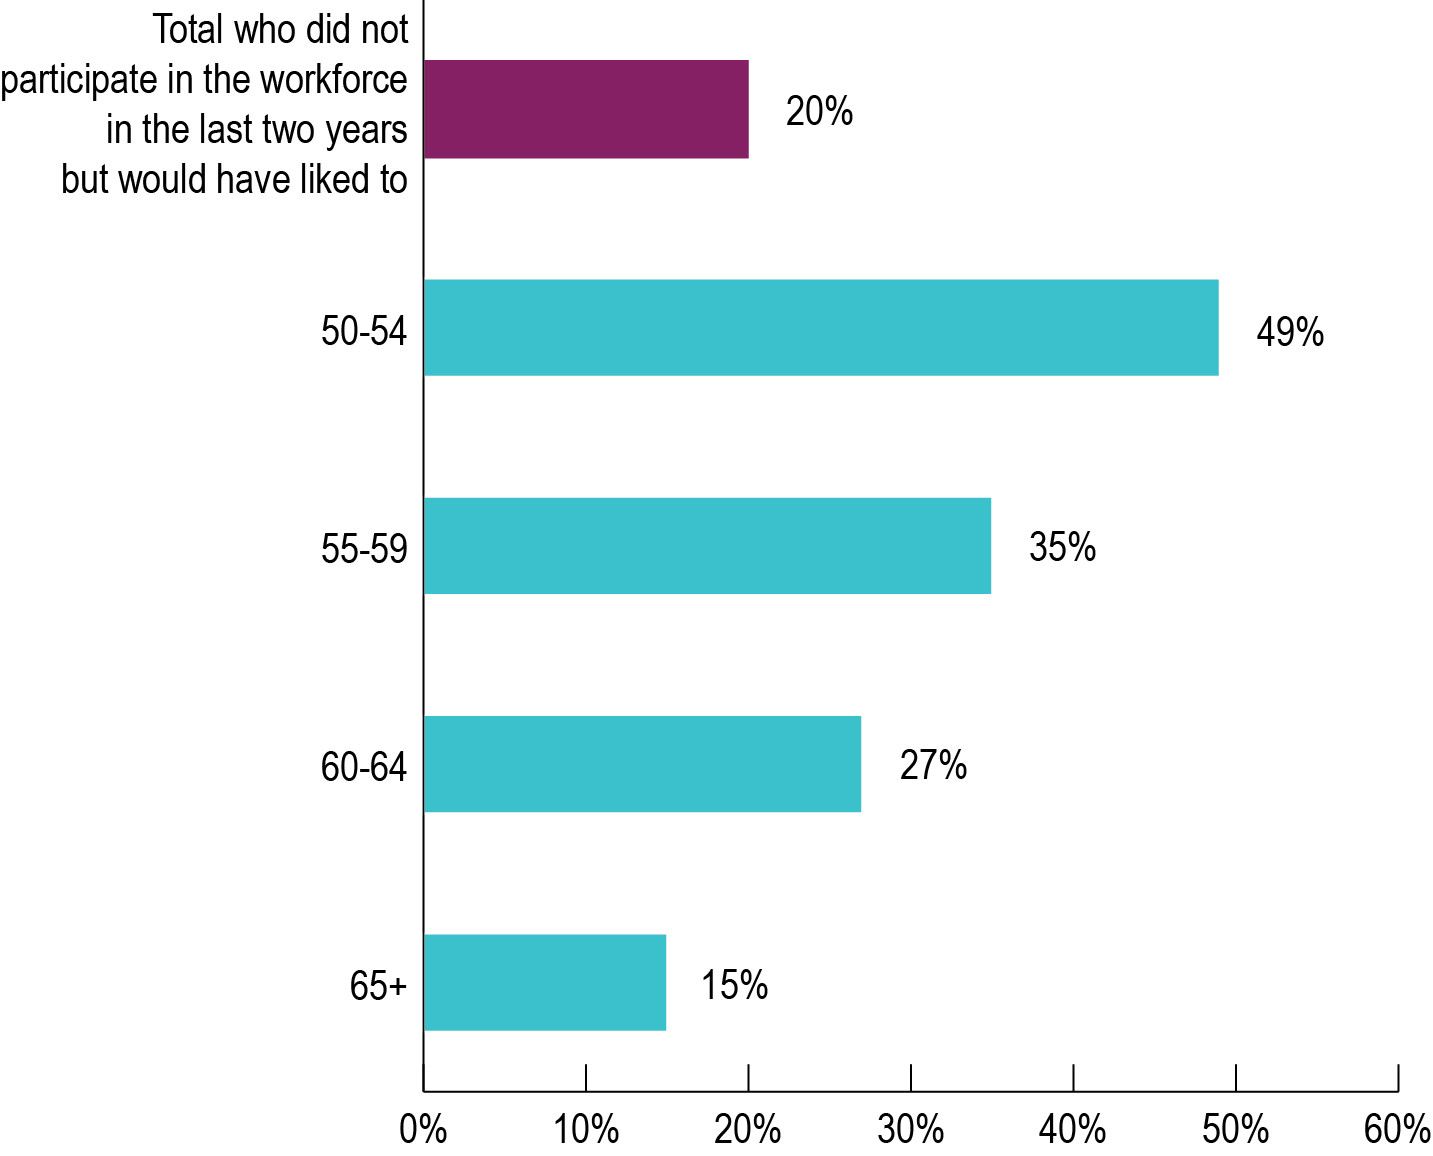 Total who did not
participate in the workforce
in the last two years
but would have liked to
20%
50-54
49%
55-59
35%
60-64
27%
65+
15%
0% 10% 20% 30% 40% 50% 60%